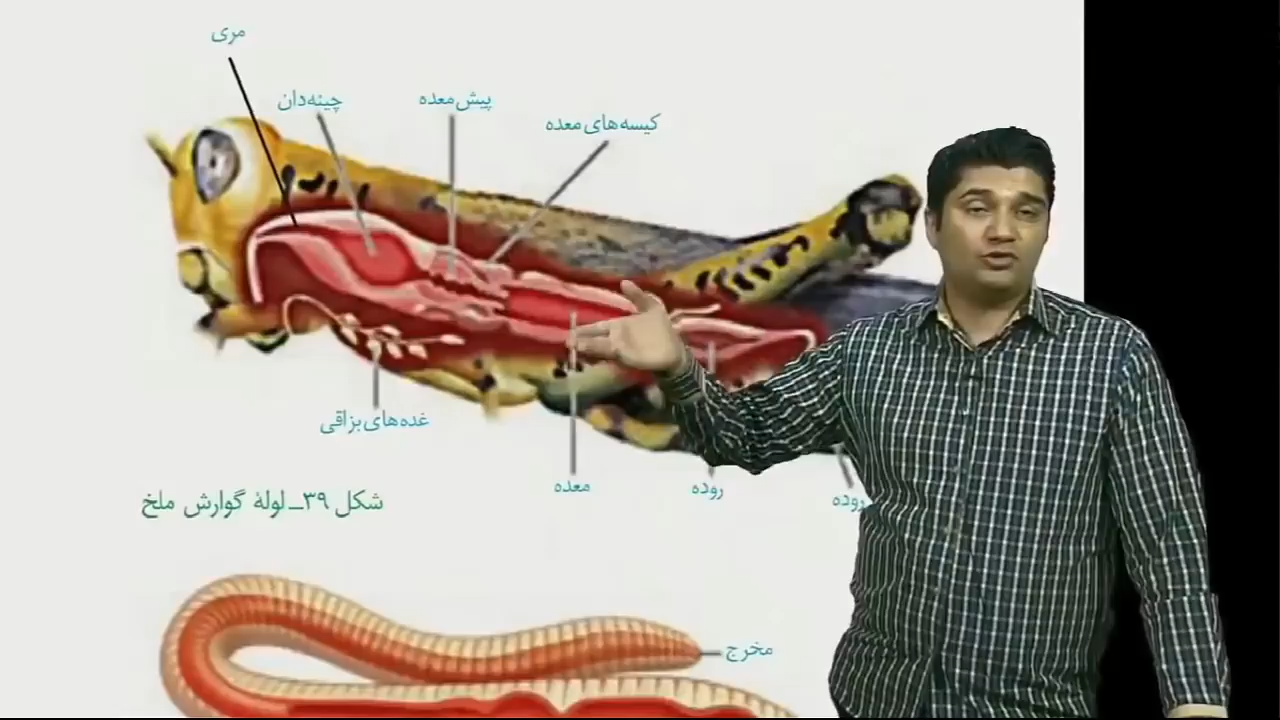 مری
چینه‌دان
پیش‌معده
کیسه‌های معده
غده‌های بزاقی
معده
روده
روده
شکل ۳۹ــ لولهٔ گوارش ملخ
مخرج